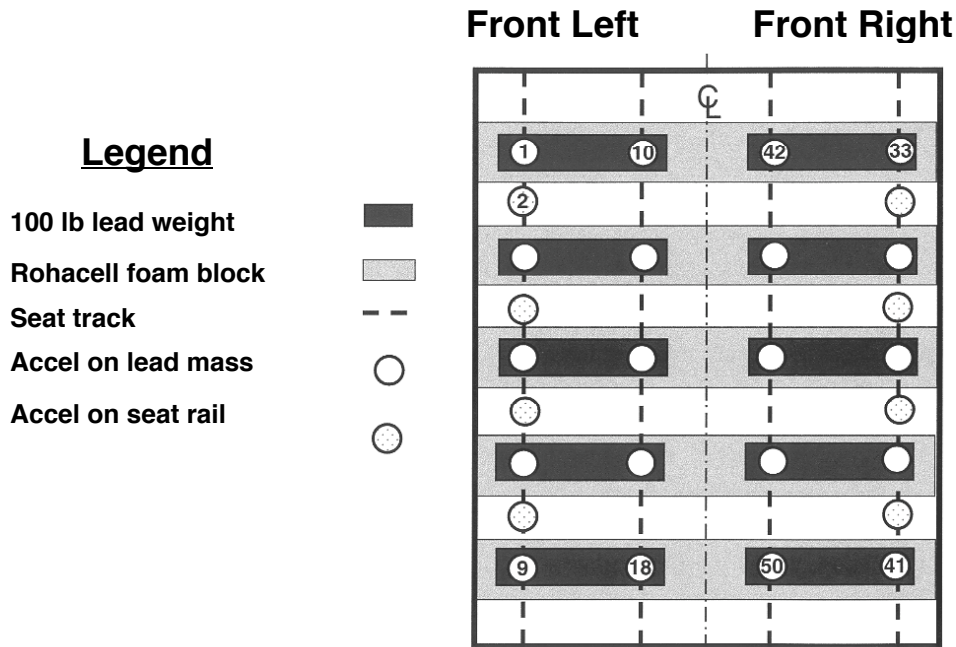 Front Left
Front Right
℄
Legend
1
10
42
33
2
100 lb lead weight
Rohacell foam block
Seat track
Accel on lead mass
Accel on seat rail
9
18
50
41